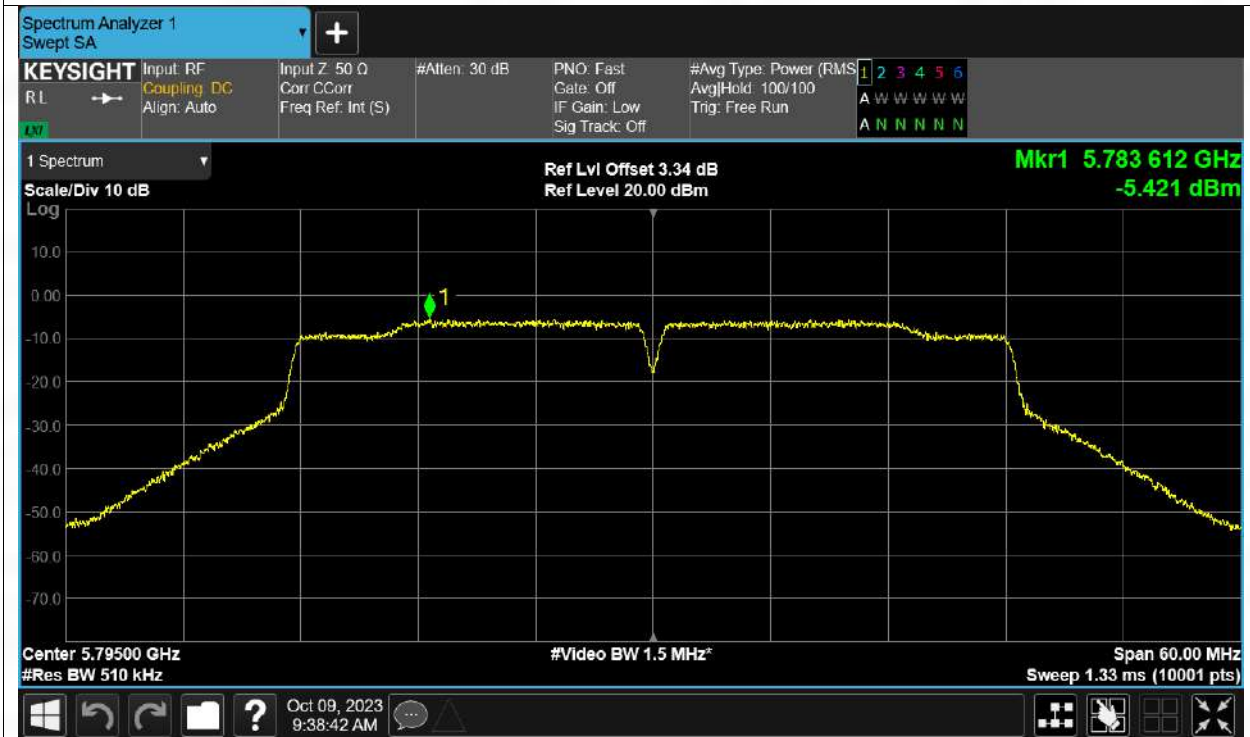 Spectrum Analyzer 1
Swept SA
+
KEYSIGHT
RL
LXI
Input: RF
Coupling: DC
Align: Auto
Input Z: 50 Ω
Corr CCorr
Freq Ref: Int (S)
#Atten: 30 dB
PNO: Fast
Gate: Off
IF Gain: Low
Sig Track: Off
#Avg Type: Power (RMS
Avg|Hold: 100/100
Trig: Free Run
1 2 3 4 5 6
A W W W W W
A N N N N N
1 Spectrum
Scale/Div 10 dB
Log
Ref Lvl Offset 3.34 dB
Ref Level 20.00 dBm
Mkr1 5.783 612 GHz
-5.421 dBm
10.0
0.00
1
-10.0
-20.0
-30.0
-40.0
-50.0
-60.0
-70.0
Center 5.79500 GHz
#Res BW 510 kHz
#Video BW 1.5 MHz*
Span 60.00 MHz
Sweep 1.33 ms (10001 pts)
?
Oct 09, 2023
9:38:42 AM